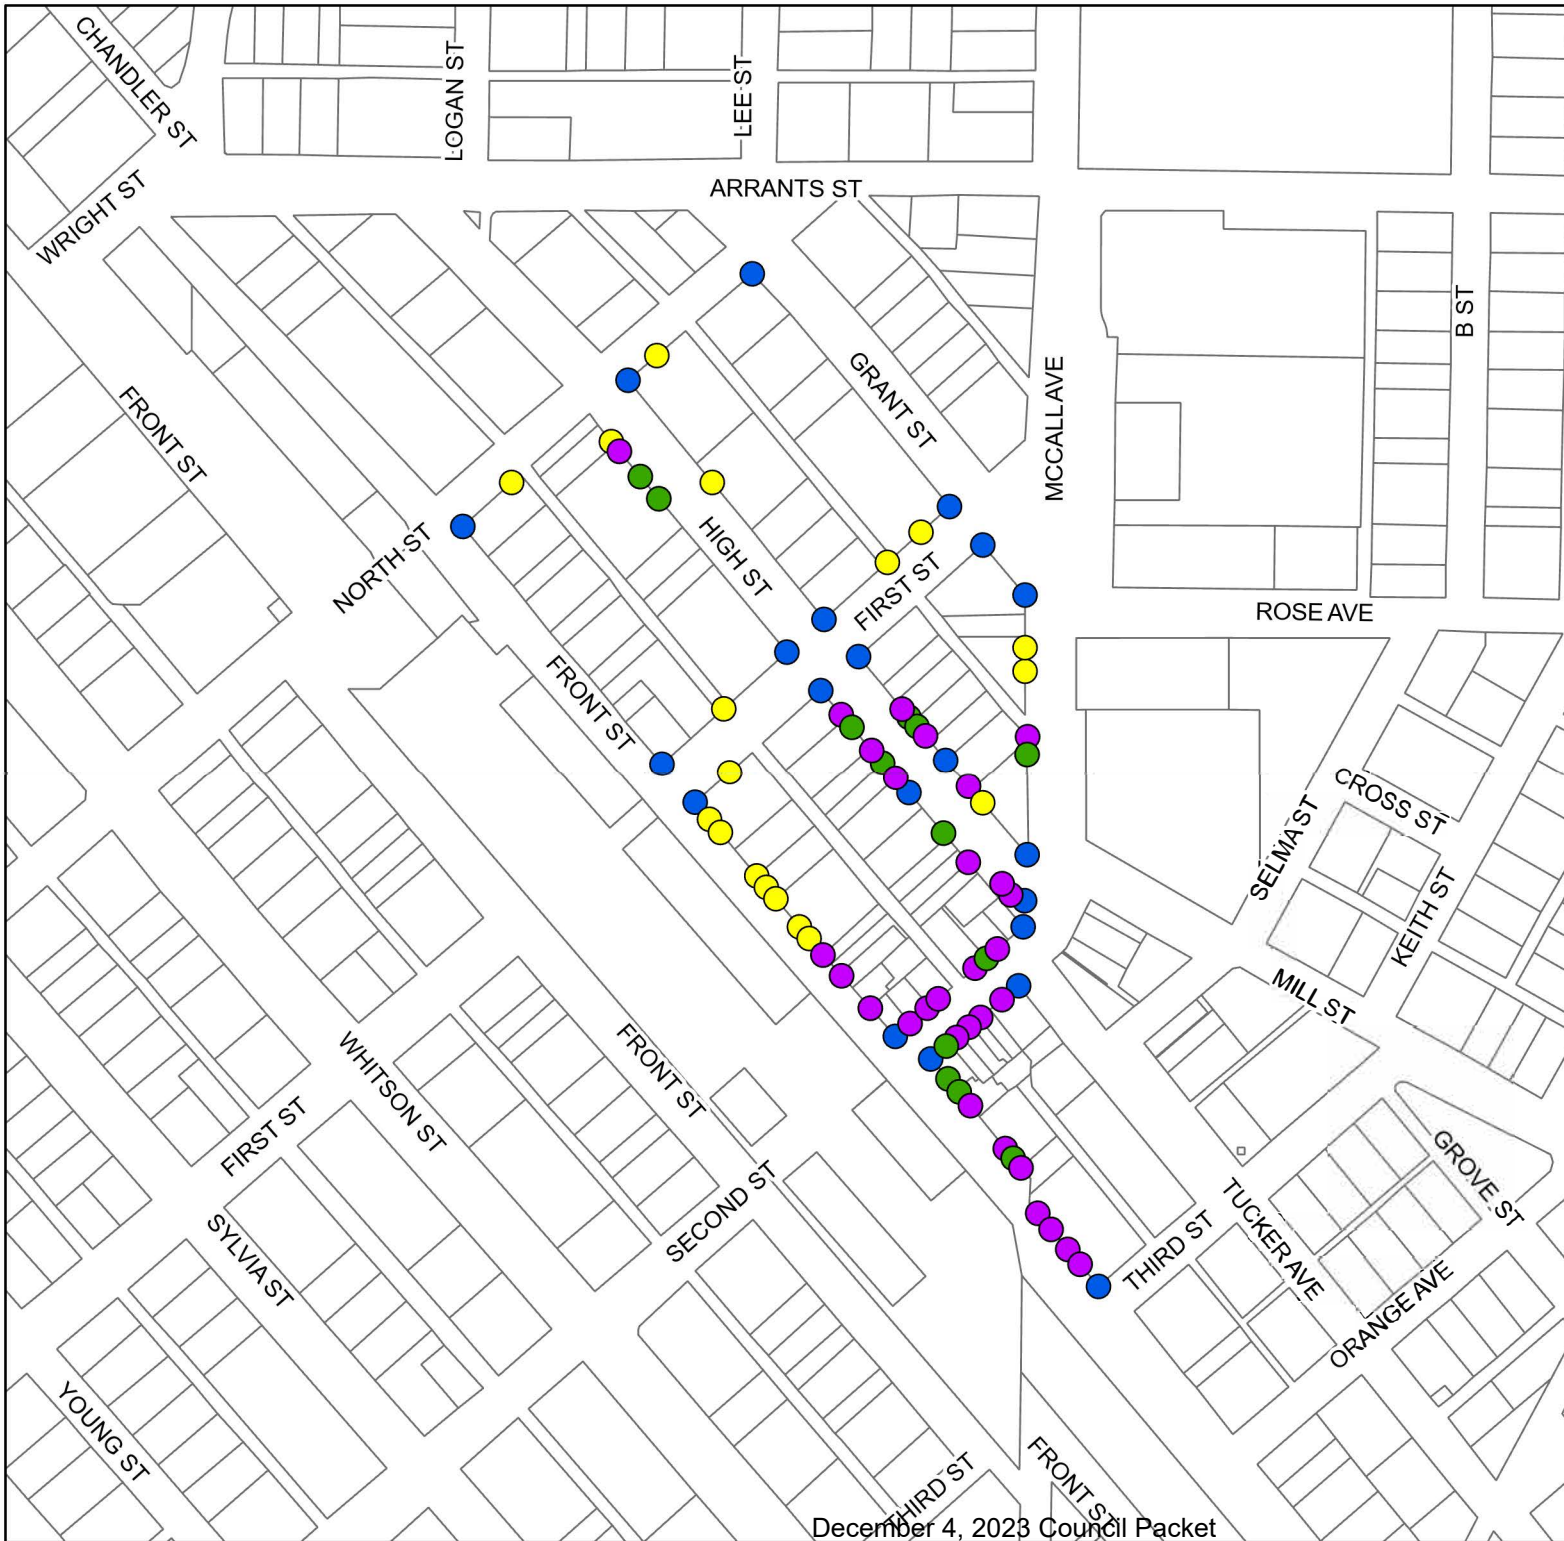 CHANDLER ST
LOGAN ST
LEE ST
ARRANTS ST
WRIGHT ST
B ST
GRANT ST
MCCALL AVE
FRONT ST
HIGH ST
NORTH ST
FIRST ST
ROSE AVE
FRONT ST
CROSS ST
SELMA ST
KEITH ST
MILL ST
FRONT ST
WHITSON ST
FIRST ST
GROVE ST
SECOND ST
TUCKER AVE
THIRD ST
SYLVIA ST
ORANGE AVE
YOUNG ST
THIRD ST
FRONT ST
December 4, 2023 Council Packet